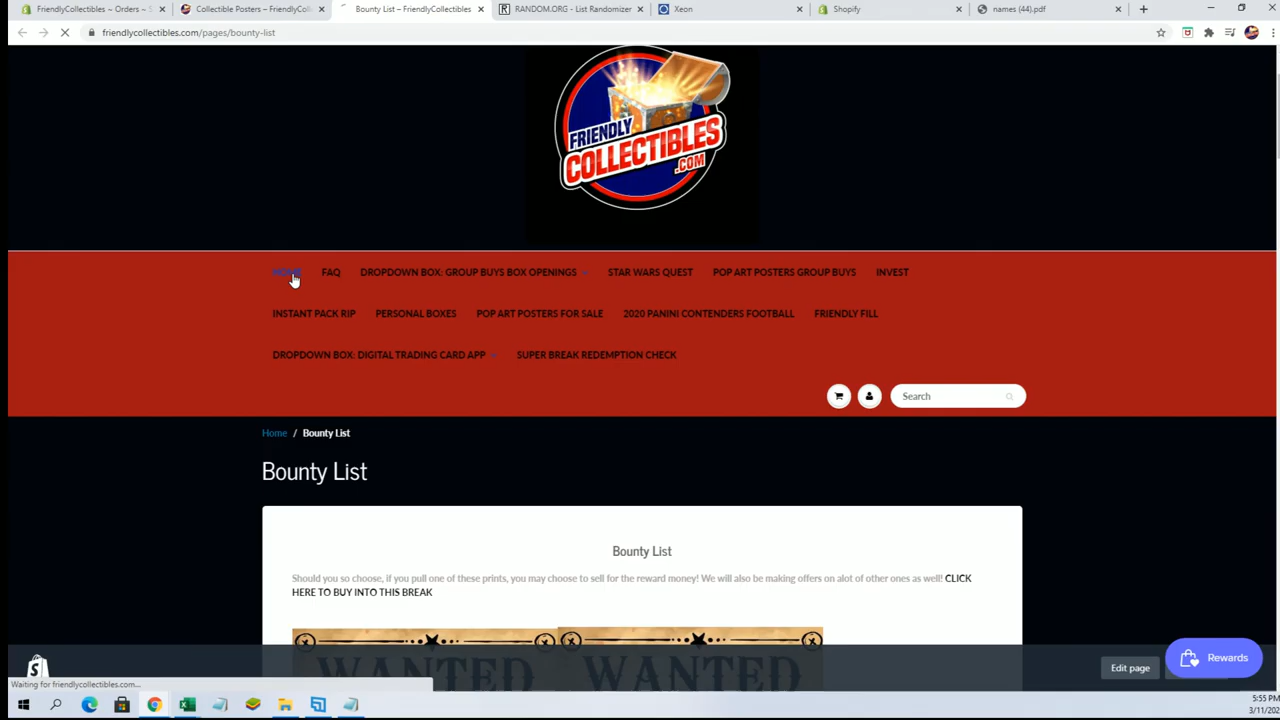 FriendlyCollectibles ~ Orders ~ S
Collectible Posters – FriendlyColl
Bounty List – FriendlyCollectibles
RANDOM.ORG - List Randomizer
Xeon
Shopify
names (44).pdf
friendlycollectibles.com/pages/bounty-list
FRIENDLY
COLLECTIBLES
.COM
HOME
FAQ
DROPDOWN BOX: GROUP BUYS BOX OPENINGS
STAR WARS QUEST
POP ART POSTERS GROUP BUYS
INVEST
INSTANT PACK RIP
PERSONAL BOXES
POP ART POSTERS FOR SALE
2020 PANINI CONTENDERS FOOTBALL
FRIENDLY FILL
DROPDOWN BOX: DIGITAL TRADING CARD APP
SUPER BREAK REDEMPTION CHECK
Search
Home / Bounty List
Bounty List
Bounty List
Should you so choose, if you pull one of these prints, you may choose to sell for the reward money! We will also be making offers on alot of other ones as well! CLICK
HERE TO BUY INTO THIS BREAK
WANTED
WANTED
Edit page
Rewards
Waiting for friendlycollectibles.com...
5:55 PM
3/11/202